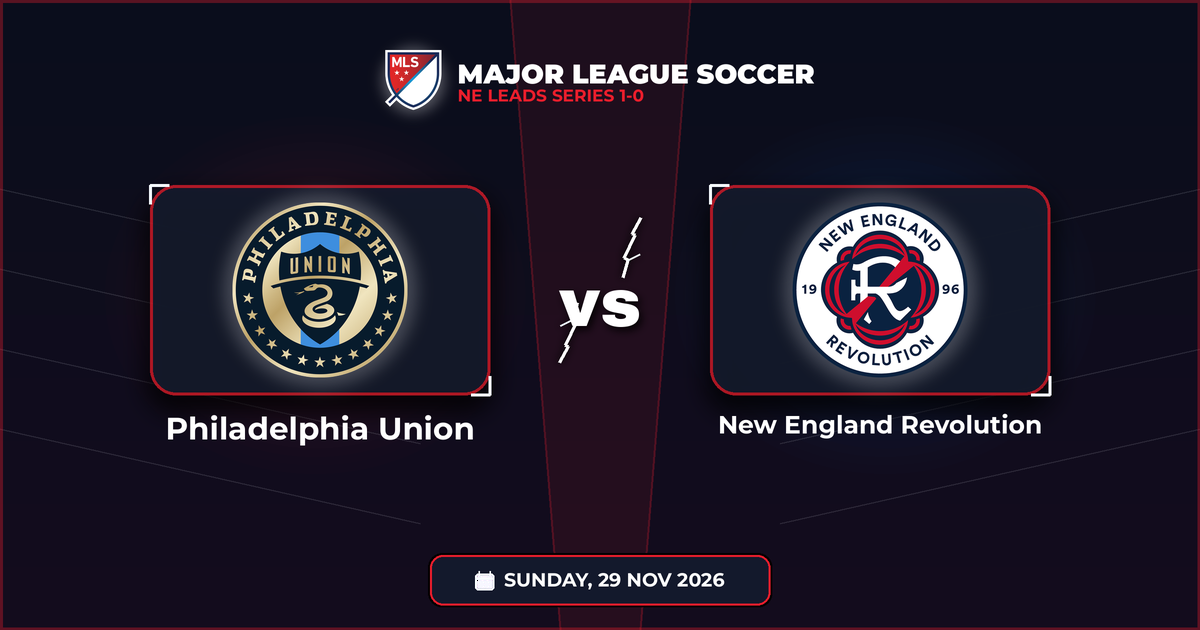 MLS
MAJOR LEAGUE SOCCER
NE LEADS SERIES 1-0
PHILADELPHIA
UNION
NEW ENGLAND
19 96
REVOLUTION
VS
Philadelphia Union
New England Revolution
SUNDAY, 29 NOV 2026